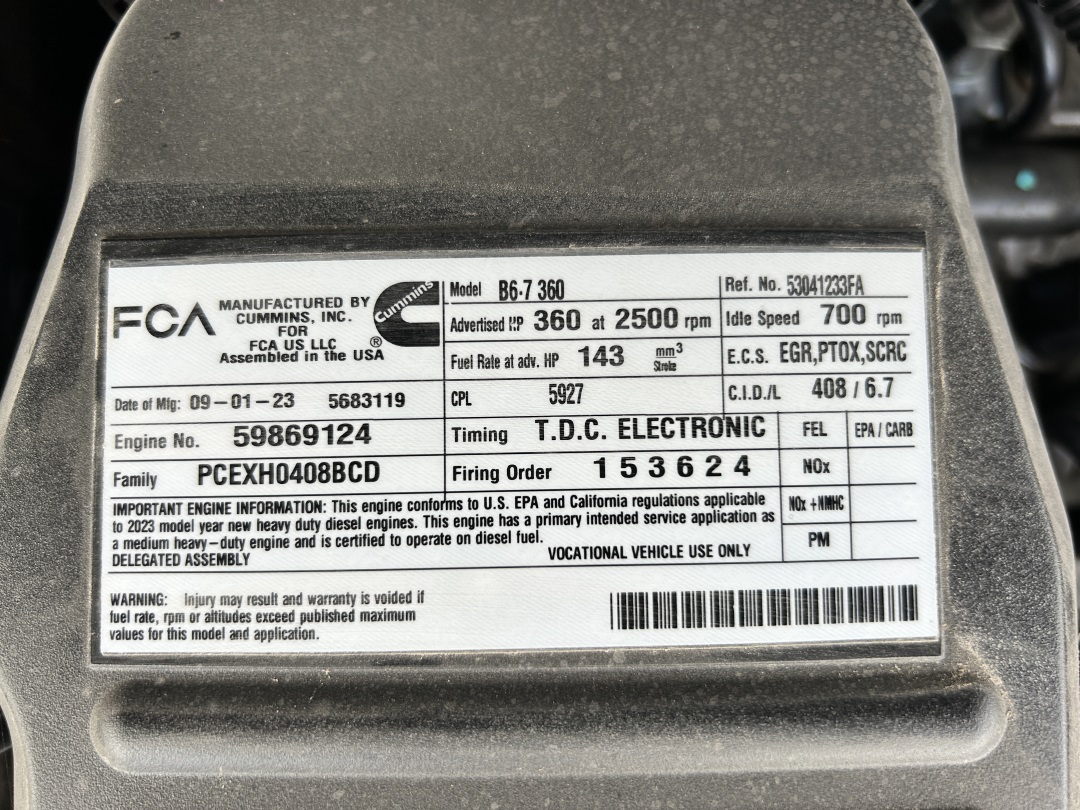 FCA
MANUFACTURED BY
CUMMINS, INC.
FOR
FCA US LLC
Assembled in the USA
Cummins
®
Model B6.7 360
Ref. No. 53041233FA
Advertised HP 360 at 2500 rpm
Idle Speed 700 rpm
Fuel Rate at adv. HP 143 mm³
Stroke
E.C.S. EGR,PTOX,SCRC
Date of Mfg: 09-01-23 5683119
CPL 5927
C.I.D./L 408 / 6.7
Engine No. 59869124
Timing T.D.C. ELECTRONIC
FEL EPA / CARB
Family PCEXH0408BCD
Firing Order 1 5 3 6 2 4
NOx
NOx +NMHC
PM
IMPORTANT ENGINE INFORMATION: This engine conforms to U.S. EPA and California regulations applicable
to 2023 model year new heavy duty diesel engines. This engine has a primary intended service application as
a medium heavy-duty engine and is certified to operate on diesel fuel.
DELEGATED ASSEMBLY
VOCATIONAL VEHICLE USE ONLY
WARNING: Injury may result and warranty is voided if
fuel rate, rpm or altitudes exceed published maximum
values for this model and application.